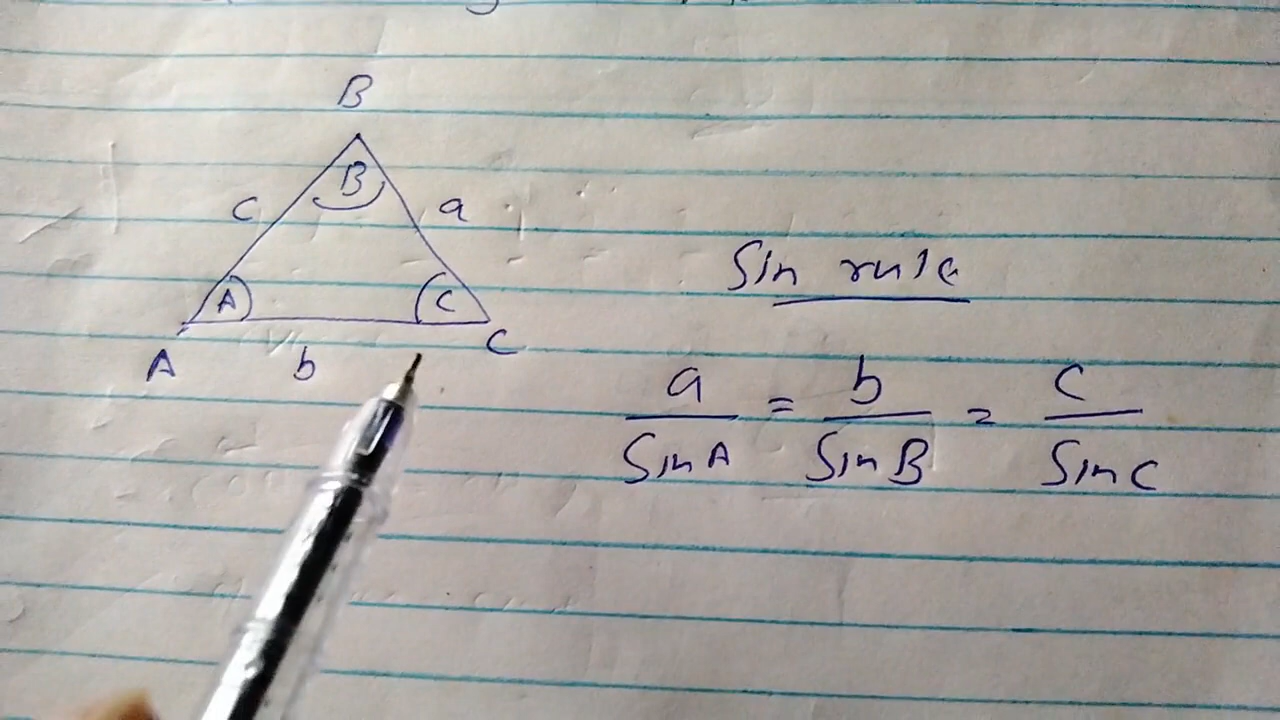 B
B
c a
A C
A b C
Sin rule
a/SinA = b/SinB = c/SinC